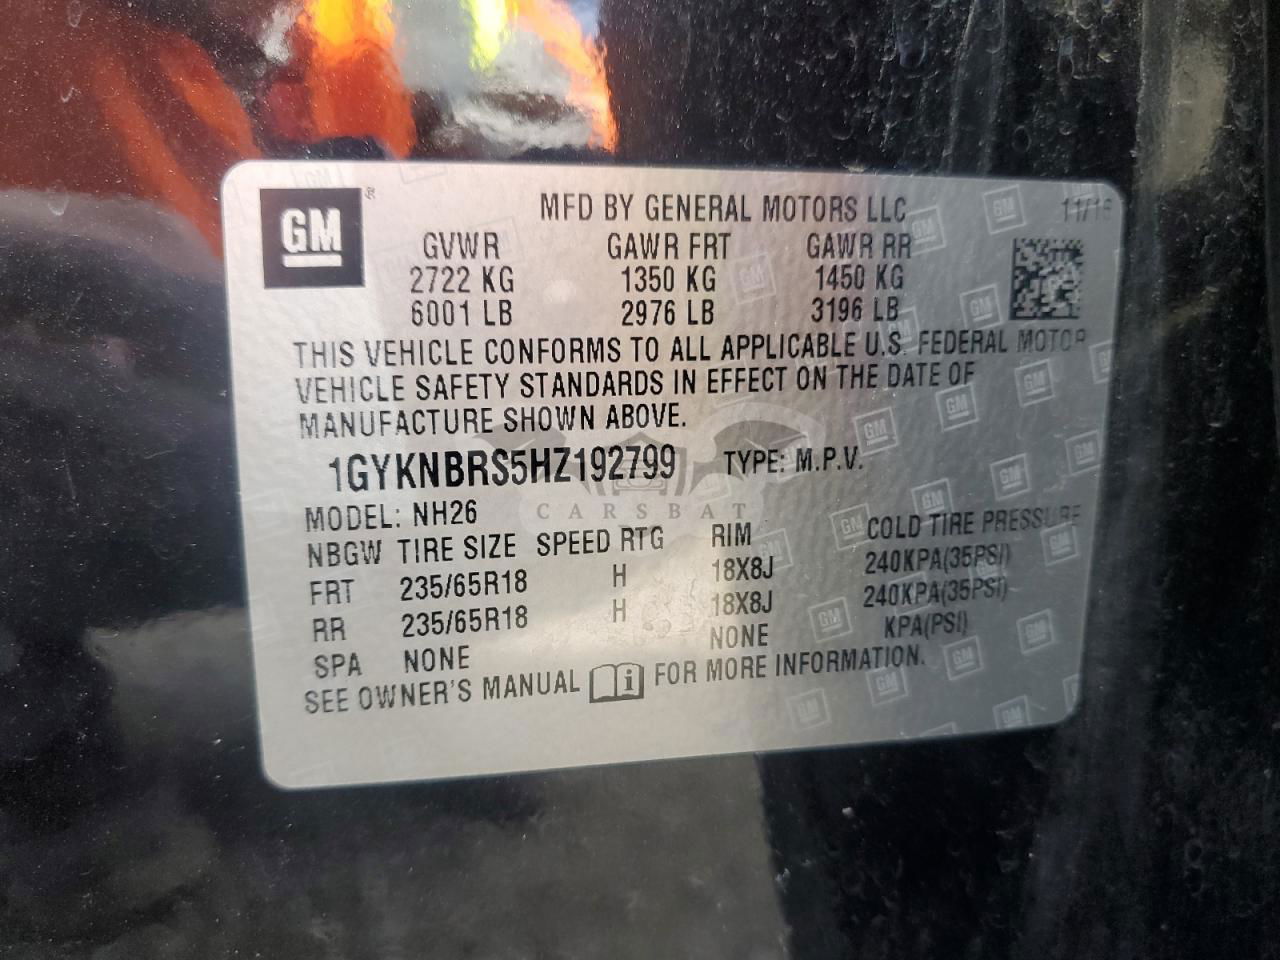 GM
MFD BY GENERAL MOTORS LLC
GVWR GAWR FRT GAWR RR
2722 KG 1350 KG 1450 KG
6001 LB 2976 LB 3196 LB
THIS VEHICLE CONFORMS TO ALL APPLICABLE U.S. FEDERAL MOTOR
VEHICLE SAFETY STANDARDS IN EFFECT ON THE DATE OF
MANUFACTURE SHOWN ABOVE.
1GYKNBRS5HZ192799 TYPE: M.P.V.
CARSBAT
MODEL: NH26
NBGW TIRE SIZE SPEED RTG RIM COLD TIRE PRESSURE
FRT 235/65R18 H 18X8J 240KPA(35PSI)
RR 235/65R18 H 18X8J 240KPA(35PSI)
SPA NONE NONE KPA(PSI)
SEE OWNER'S MANUAL FOR MORE INFORMATION.